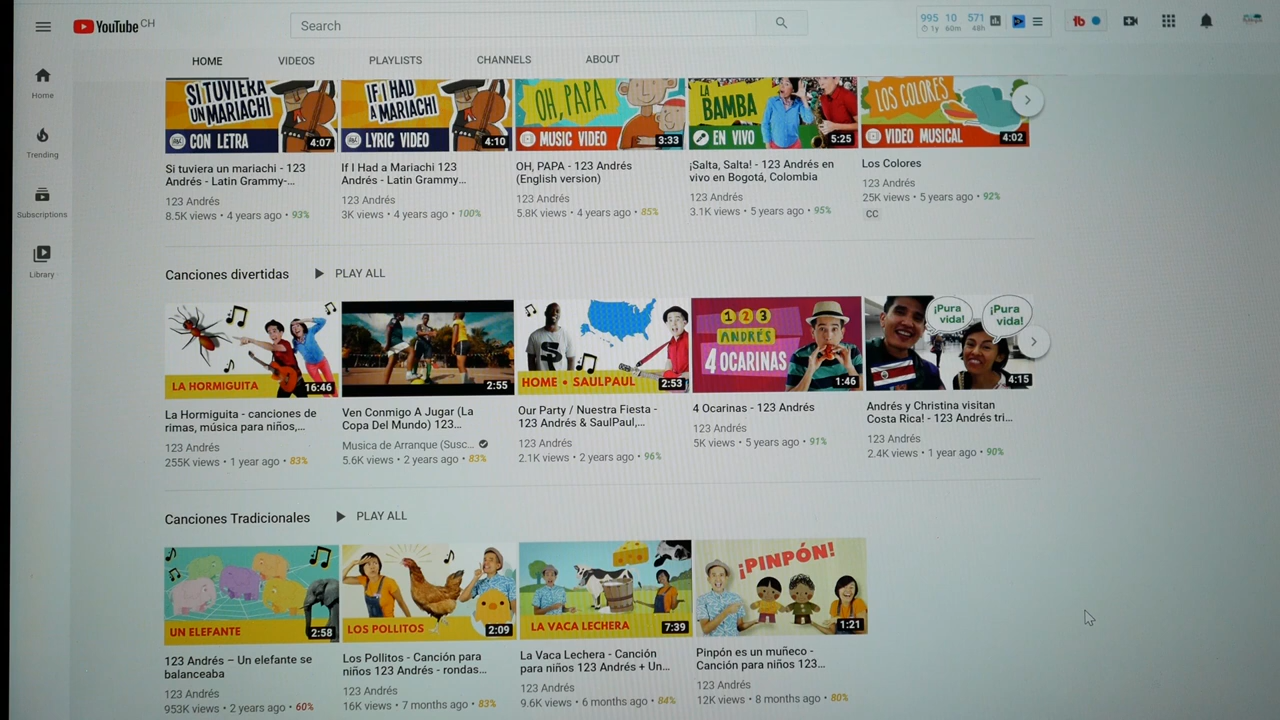 YouTube CH
Search
995 10 571
1y 60m 48h
tb
Home
Trending
Subscriptions
Library
HOME VIDEOS PLAYLISTS CHANNELS ABOUT
SI TUVIERA
UN MARIACHI
CON LETRA
4:07
Si tuviera un mariachi - 123
Andrés - Latin Grammy-...
123 Andrés
8.5K views • 4 years ago • 93%
IF I HAD
A MARIACHI
LYRIC VIDEO
4:10
If I Had a Mariachi 123
Andrés - Latin Grammy...
123 Andrés
3K views • 4 years ago • 100%
OH, PAPA
MUSIC VIDEO
3:33
OH, PAPA - 123 Andrés
(English version)
123 Andrés
5.8K views • 4 years ago • 85%
LA
BAMBA
EN VIVO
5:25
¡Salta, Salta! - 123 Andrés en
vivo en Bogotá, Colombia
123 Andrés
3.1K views • 5 years ago • 95%
LOS COLORES
VIDEO MUSICAL
4:02
Los Colores
123 Andrés
25K views • 5 years ago • 92%
CC
Canciones divertidas PLAY ALL
LA HORMIGUITA
16:46
La Hormiguita - canciones de
rimas, música para niños,...
123 Andrés
255K views • 1 year ago • 83%
2:55
Ven Conmigo A Jugar (La
Copa Del Mundo) 123...
Musica de Arranque (Susc...
5.6K views • 2 years ago • 83%
S
HOME • SAULPAUL
2:53
Our Party / Nuestra Fiesta -
123 Andrés & SaulPaul,...
123 Andrés
2.1K views • 2 years ago • 96%
1 2 3
ANDRÉS
4 OCARINAS
1:46
4 Ocarinas - 123 Andrés
123 Andrés
5K views • 5 years ago • 91%
¡Pura
vida!
¡Pura
vida!
4:15
Andrés y Christina visitan
Costa Rica! - 123 Andrés tri...
123 Andrés
2.4K views • 1 year ago • 90%
Canciones Tradicionales PLAY ALL
UN ELEFANTE
2:58
123 Andrés – Un elefante se
balanceaba
123 Andrés
953K views • 2 years ago • 60%
LOS POLLITOS
2:09
Los Pollitos - Canción para
niños 123 Andrés - rondas...
123 Andrés
16K views • 7 months ago • 83%
LA VACA LECHERA
7:39
La Vaca Lechera - Canción
para niños 123 Andrés + Un...
123 Andrés
9.6K views • 6 months ago • 84%
¡PINPÓN!
1:21
Pinpón es un muñeco -
Canción para niños 123...
123 Andrés
12K views • 8 months ago • 80%